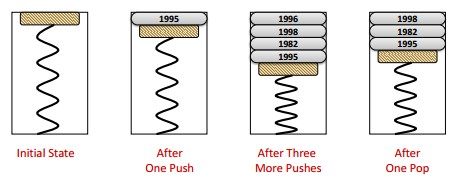 1995
1996
1998
1982
1995
1998
1982
1995
Initial State
After
One Push
After Three
More Pushes
After
One Pop